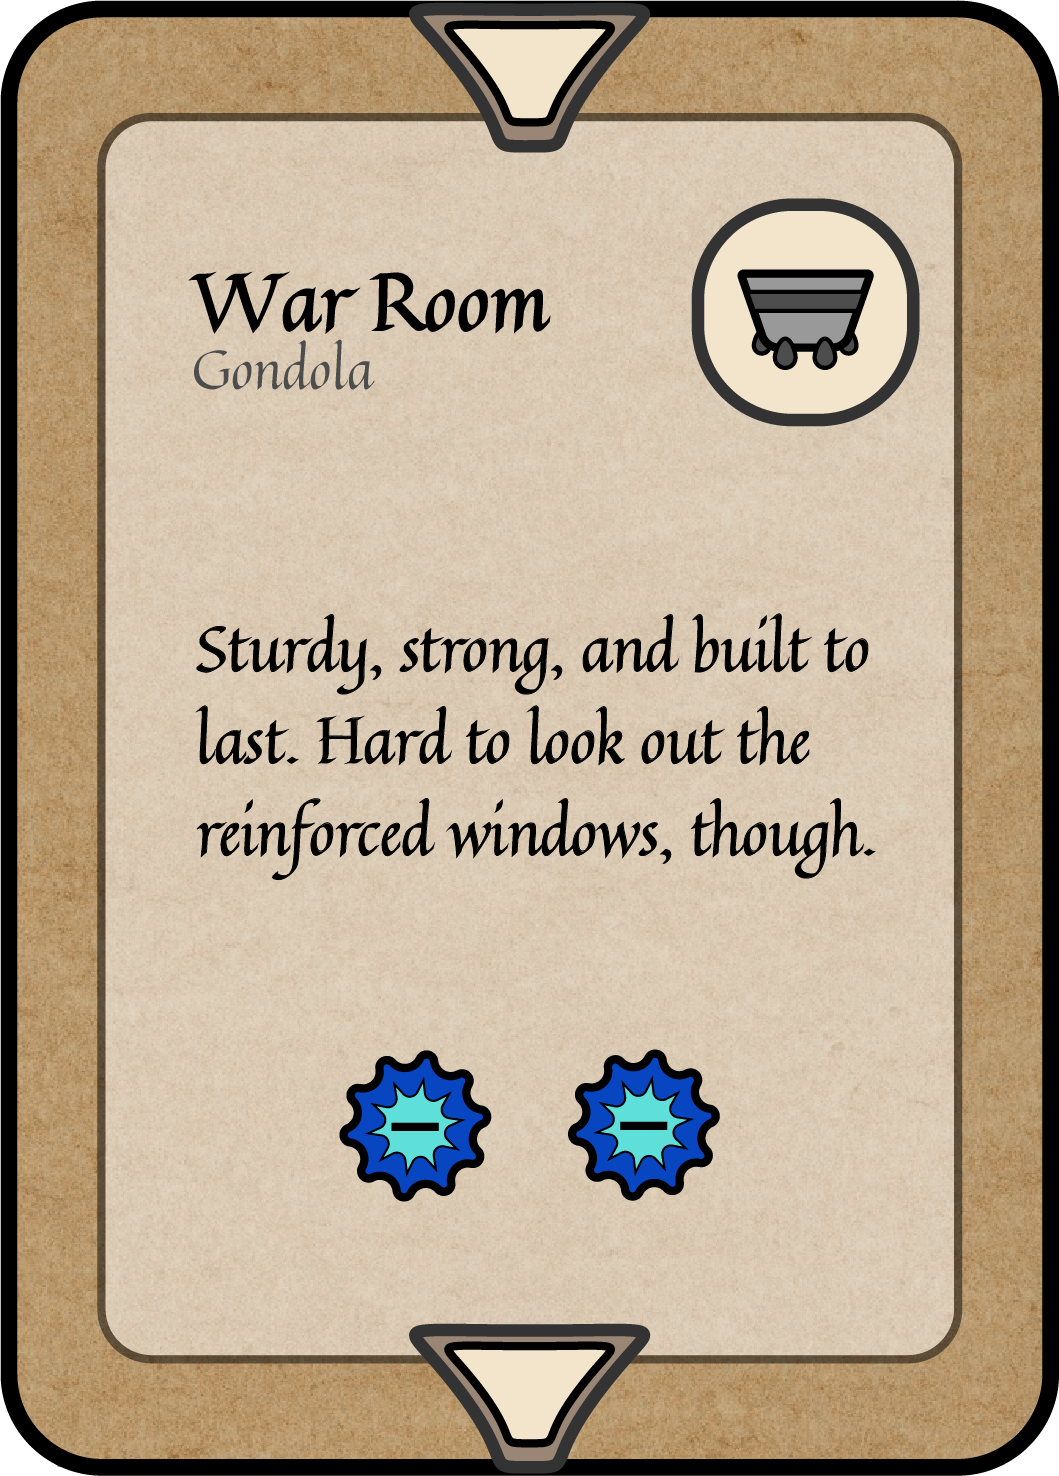 War Room
Gondola
Sturdy, strong, and built to
last. Hard to look out the
reinforced windows, though.